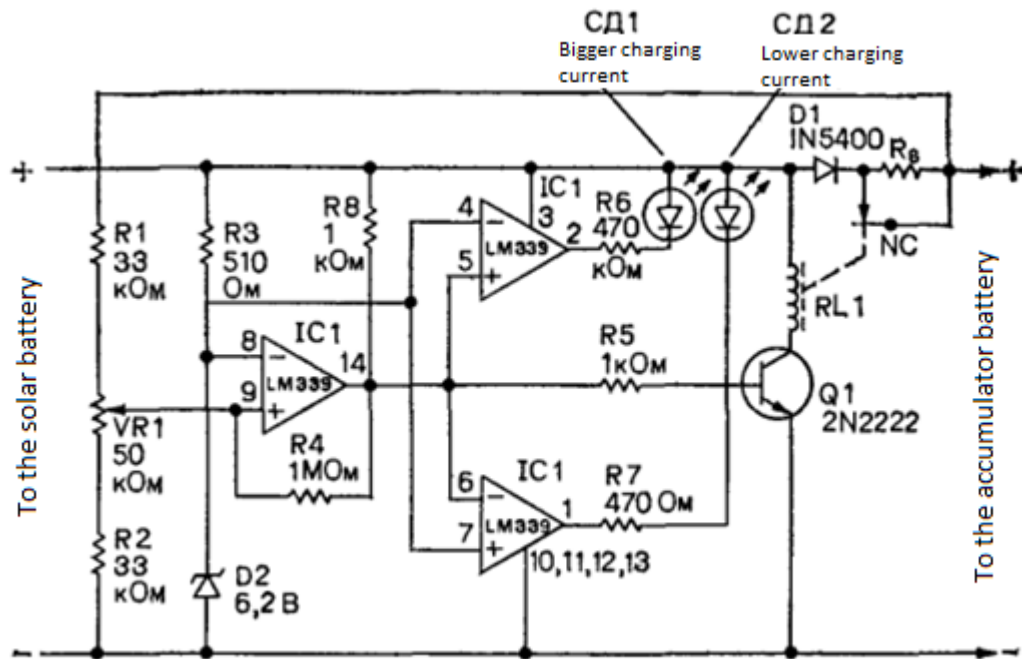 СД1
Bigger charging
current
СД2
Lower charging
current
D1
1N5400
Rв
+
+
R1
33
кОм
R3
510
Ом
R8
1
кОм
IC1
4
3
5
LM339
2
R6
470
кОм
NC
RL1
IC1
8
9
LM339
14
R5
1кОм
Q1
2N2222
VR1
50
кОм
R4
1МОм
IC1
6
7
LM339
1
R7
470 Ом
10,11,12,13
R2
33
кОм
D2
6,2 В
To the solar battery
To the accumulator battery